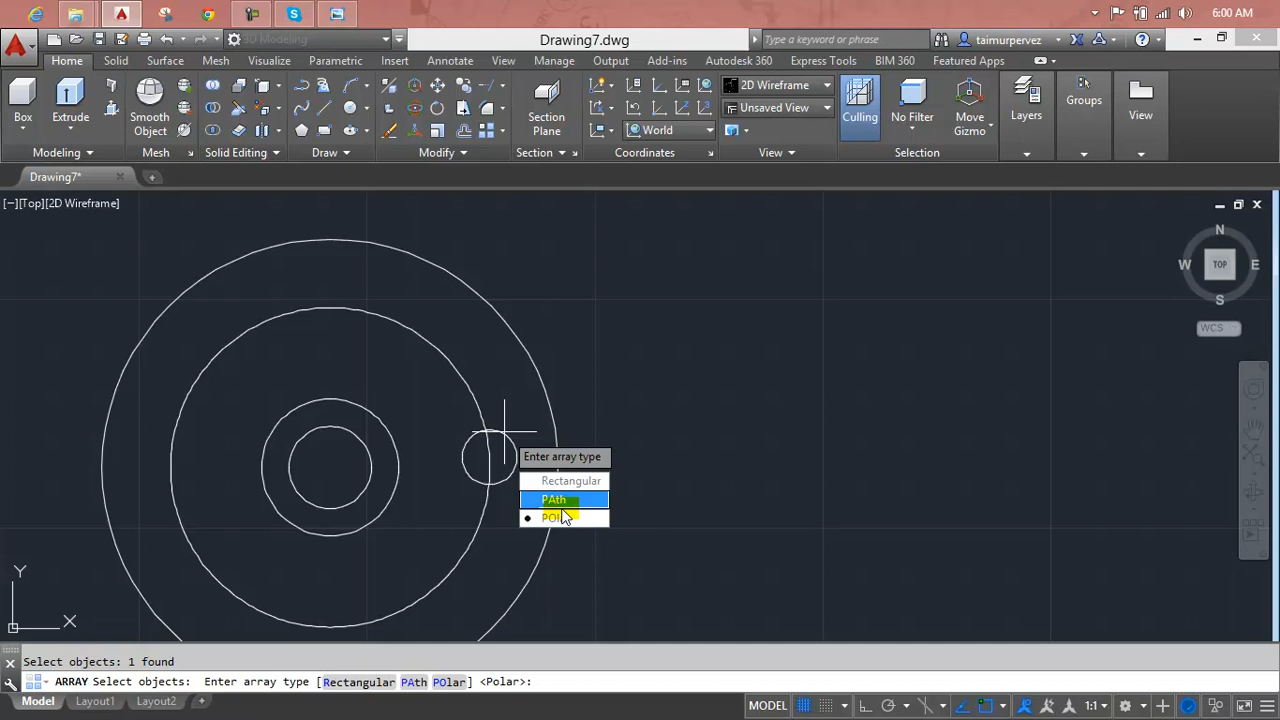 6:00 AM
3D Modeling
Drawing7.dwg
Type a keyword or phrase
taimurpervez
Home Solid Surface Mesh Visualize Parametric Insert Annotate View Manage Output Add-ins Autodesk 360 Express Tools BIM 360 Featured Apps
2D Wireframe
Unsaved View
World
Box
Extrude
Smooth
Object
Section
Plane
Culling
No Filter
Move
Gizmo
Layers
Groups
View
Modeling
Mesh
Solid Editing
Draw
Modify
Section
Coordinates
View
Selection
Drawing7*
[−][Top][2D Wireframe]
N
W
TOP
E
S
WCS
Enter array type
Rectangular
PAth
Y
X
Select objects: 1 found
ARRAY Select objects: Enter array type [Rectangular PAth POlar] <Polar>:
Model Layout1 Layout2
MODEL
1:1